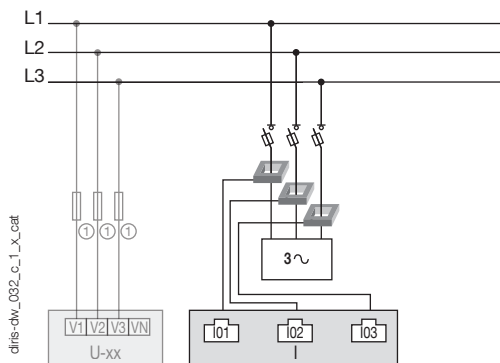 L1
L2
L3
1 1 1
3∿
diris-dw_032_c_1_x_cat
V1 V2 V3 VN
I01 I02 I03
U-xx
I